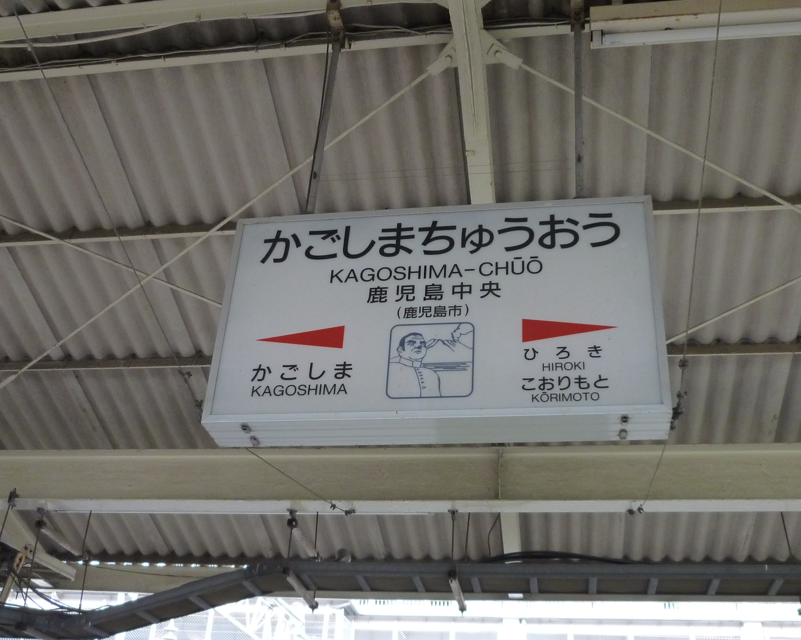 かごしまちゅうおう
KAGOSHIMA-CHŪŌ
鹿児島中央
(鹿児島市)
かごしま
KAGOSHIMA
ひろき
HIROKI
こおりもと
KŌRIMOTO